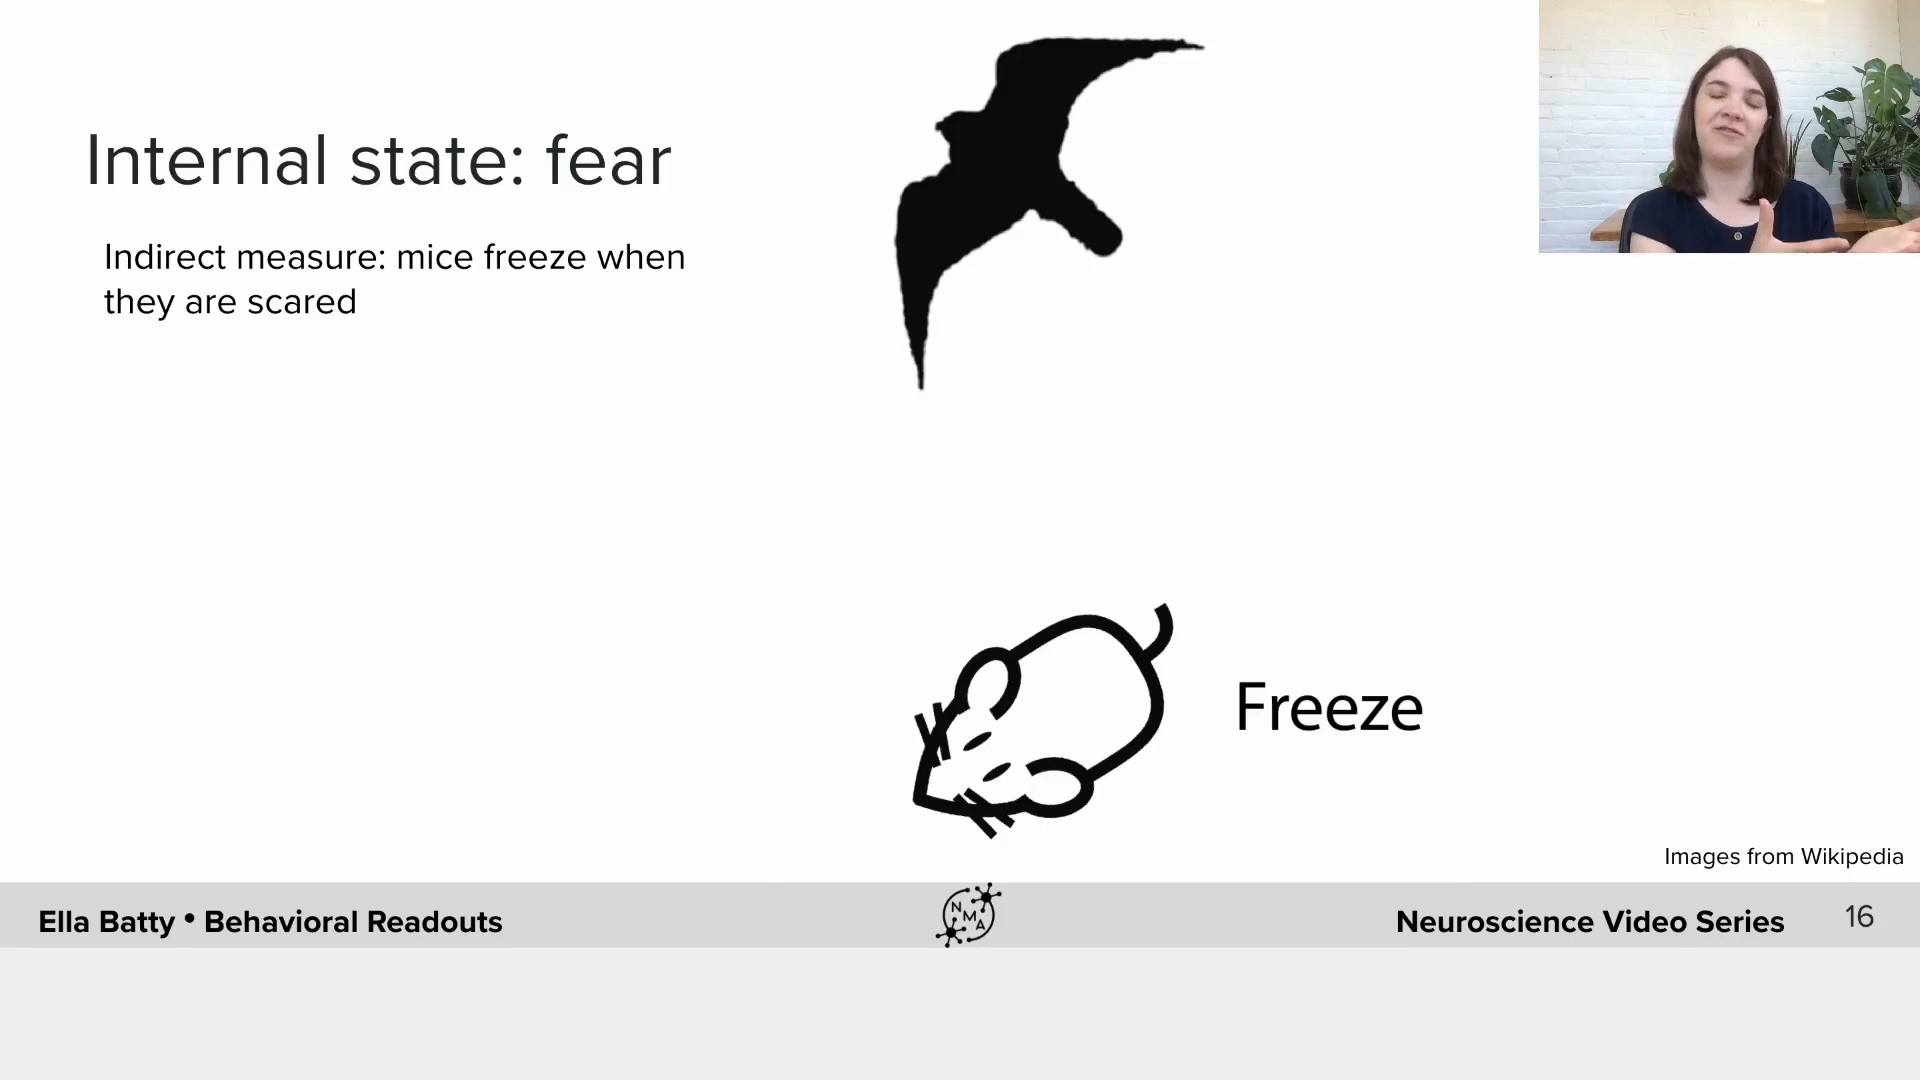 Internal state: fear
Indirect measure: mice freeze when
they are scared
Freeze
Images from Wikipedia
Ella Batty • Behavioral Readouts
N
M
A
Neuroscience Video Series
16